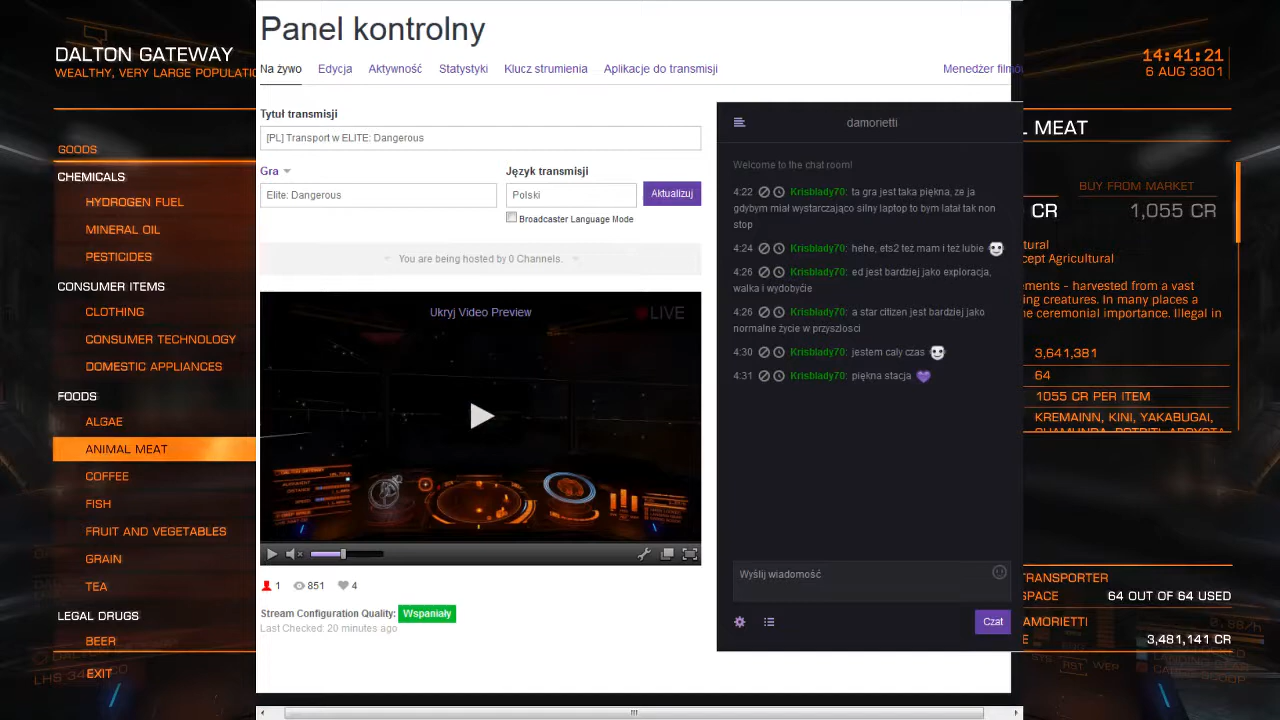 DALTON GATEWAY
WEALTHY, VERY LARGE POPULATIO
GOODS
CHEMICALS
HYDROGEN FUEL
MINERAL OIL
PESTICIDES
CONSUMER ITEMS
CLOTHING
CONSUMER TECHNOLOGY
DOMESTIC APPLIANCES
FOODS
ALGAE
ANIMAL MEAT
COFFEE
FISH
FRUIT AND VEGETABLES
GRAIN
TEA
LEGAL DRUGS
BEER
EXIT
Panel kontrolny
Na żywo Edycja Aktywność Statystyki Klucz strumienia Aplikacje do transmisji Menedżer filmów
Tytuł transmisji
[PL] Transport w ELITE: Dangerous
Gra Język transmisji
Elite: Dangerous Polski Aktualizuj
Broadcaster Language Mode
You are being hosted by 0 Channels.
Ukryj Video Preview LIVE
1 851 4
Stream Configuration Quality: Wspaniały
Last Checked: 20 minutes ago
damorietti
Welcome to the chat room!
4:22 Krisblady70: ta gra jest taka piękna, ze ja
gdybym miał wystarczająco silny laptop to bym latał tak non
stop
4:24 Krisblady70: hehe, ets2 też mam i też lubie
4:26 Krisblady70: ed jest bardziej jako exploracja,
walka i wydobyćie
4:26 Krisblady70: a star citizen jest bardziej jako
normalne życie w przyszlosci
4:30 Krisblady70: jestem caly czas
4:31 Krisblady70: piękna stacja
Wyślij wiadomość
Czat
14:41:21
6 AUG 3301
L MEAT
BUY FROM MARKET
CR 1,055 CR
tural
cept Agricultural
ements - harvested from a vast
ing creatures. In many places a
e ceremonial importance. Illegal in
3,641,381
64
1055 CR PER ITEM
KREMAINN, KINI, YAKABUGAI,
TRANSPORTER
SPACE 64 OUT OF 64 USED
AMORIETTI
E 3,481,141 CR